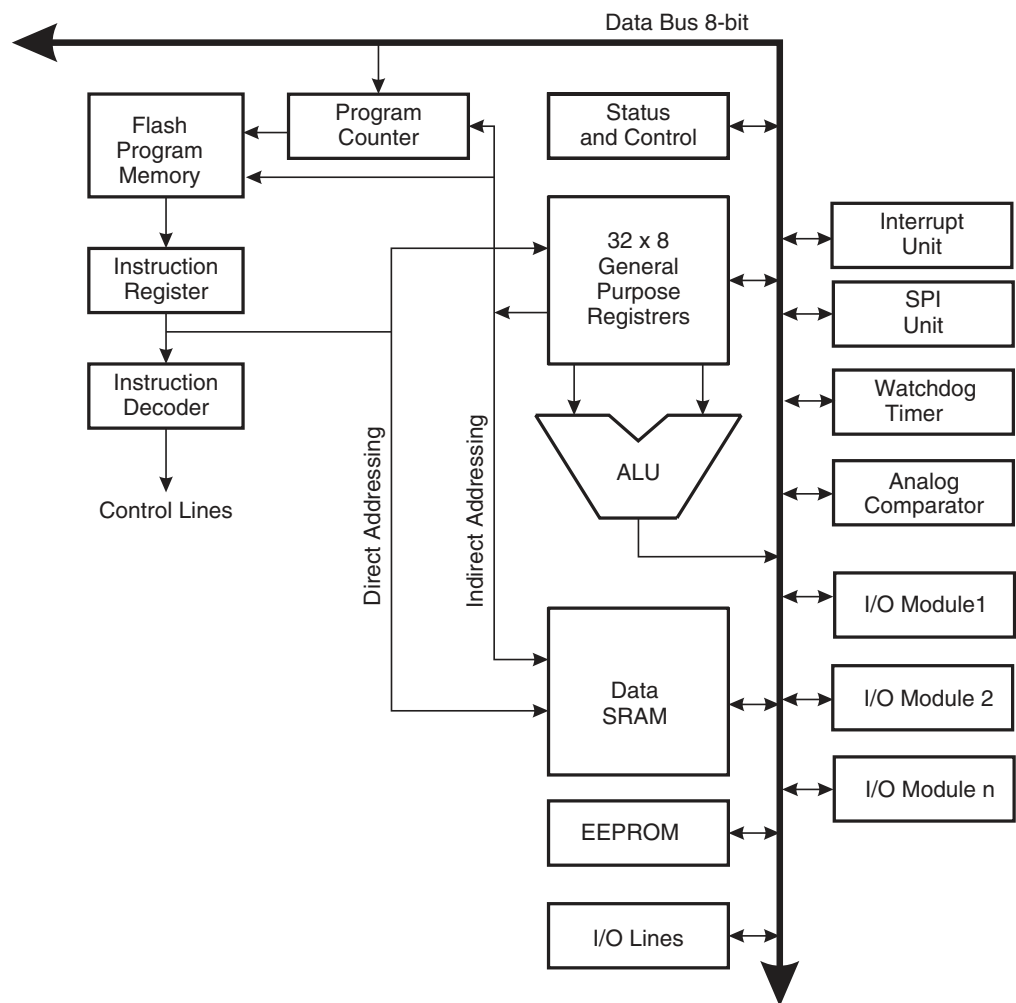 Data Bus 8-bit
Flash
Program
Memory
Program
Counter
Status
and Control
Interrupt
Unit
32 x 8
General
Purpose
Registrers
Instruction
Register
SPI
Unit
Instruction
Decoder
Watchdog
Timer
Control Lines
Direct Addressing
Indirect Addressing
ALU
Analog
Comparator
I/O Module1
Data
SRAM
I/O Module 2
I/O Module n
EEPROM
I/O Lines